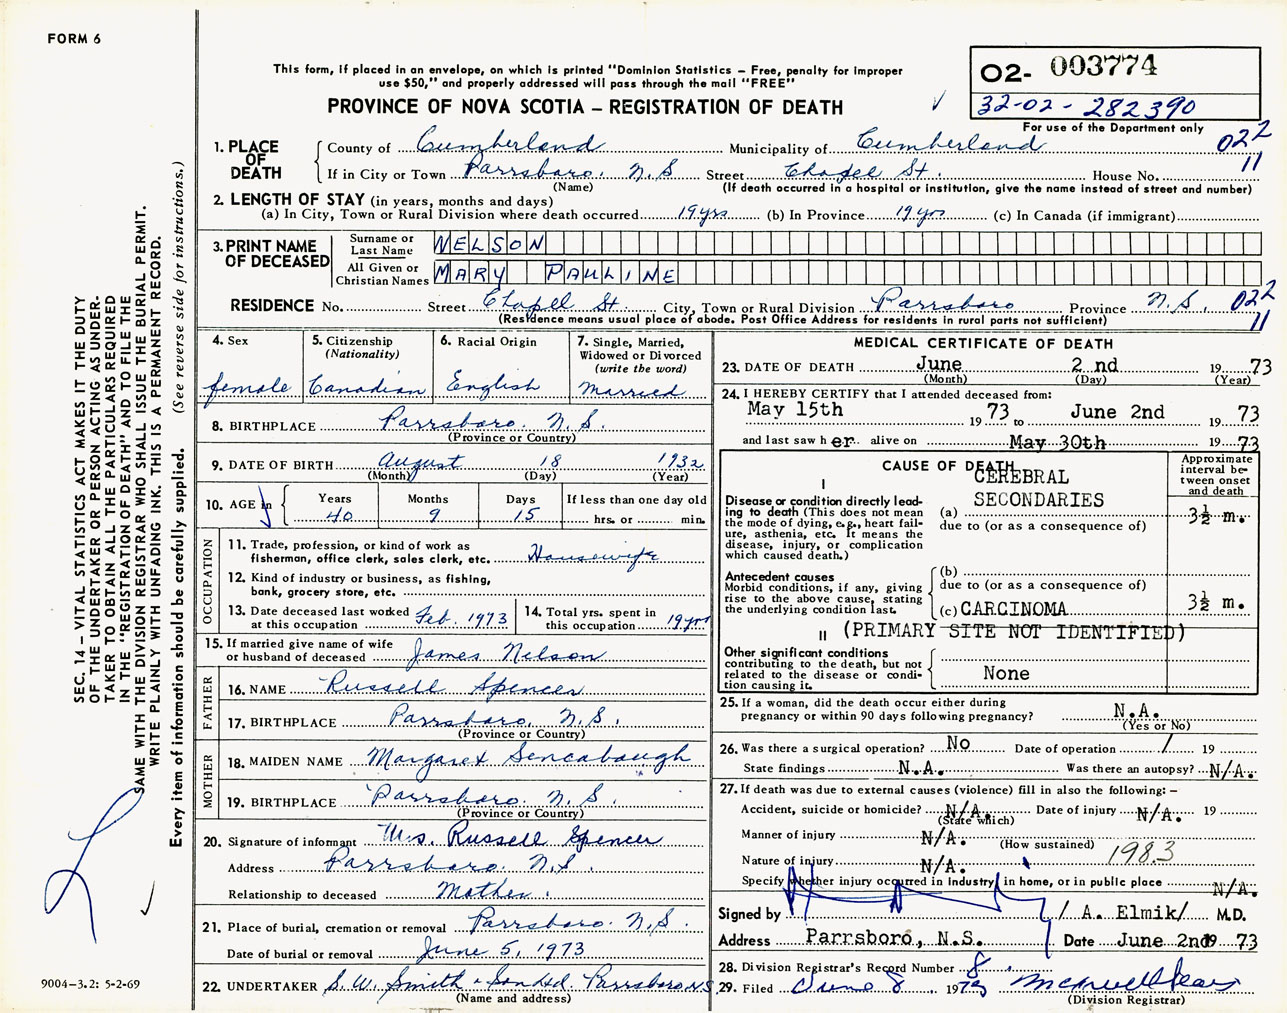 FORM 6
This form, if placed in an envelope, on which is printed "Dominion Statistics – Free, penalty for improper
use $50," and properly addressed will pass through the mail "FREE"
PROVINCE OF NOVA SCOTIA – REGISTRATION OF DEATH
02- 003774
32-02 - 282390
For use of the Department only
022
11
1. PLACE OF DEATH
County of Cumberland Municipality of Cumberland
If in City or Town Parrsboro. N.S Street Chapel St. House No.
(Name) (If death occurred in a hospital or institution, give the name instead of street and number)
2. LENGTH OF STAY (in years, months and days)
(a) In City, Town or Rural Division where death occurred 19 yrs (b) In Province 19 yrs (c) In Canada (if immigrant)
3. PRINT NAME OF DECEASED
Surname or Last Name NELSON
All Given or Christian Names MARY PAULINE
RESIDENCE No. Street Chapell St. City, Town or Rural Division Parrsboro Province N.S. 022
(Residence means usual place of abode. Post Office Address for residents in rural parts not sufficient) 11
4. Sex
female
5. Citizenship
(Nationality)
Canadian
6. Racial Origin
English
7. Single, Married,
Widowed or Divorced
(write the word)
Married
8. BIRTHPLACE Parrsboro. N.S.
(Province or Country)
9. DATE OF BIRTH August 18 1932
(Month) (Day) (Year)
10. AGE in Years Months Days If less than one day old
40 9 15 hrs. or min.
OCCUPATION
11. Trade, profession, or kind of work as
fisherman, office clerk, sales clerk, etc. Housewife
12. Kind of industry or business, as fishing,
bank, grocery store, etc.
13. Date deceased last worked
at this occupation Feb. 1973
14. Total yrs. spent in
this occupation 19 yrs
15. If married give name of wife
or husband of deceased James Nelson
FATHER
16. NAME Russell Spencer
17. BIRTHPLACE Parrsboro, N.S.
(Province or Country)
MOTHER
18. MAIDEN NAME Margaret Sencabaugh
19. BIRTHPLACE Parrsboro. N.S.
(Province or Country)
20. Signature of informant Mrs Russell Spencer
Address Parrsboro. N.S.
Relationship to deceased Mother.
21. Place of burial, cremation or removal Parrsboro. N.S.
Date of burial or removal June 5, 1973
22. UNDERTAKER S.W. Smith & Son Ltd. Parrsboro N.S.
(Name and address)
MEDICAL CERTIFICATE OF DEATH
23. DATE OF DEATH June 2 nd 19 73
(Month) (Day) (Year)
24. I HEREBY CERTIFY that I attended deceased from:
May 15th 19 73 to June 2nd 19 73
and last saw h er alive on May 30th 19 73
CAUSE OF DEATH
Approximate
interval be-
tween onset
and death
I
Disease or condition directly lead-
ing to death (This does not mean
the mode of dying, e.g., heart fail-
ure, asthenia, etc. It means the
disease, injury, or complication
which caused death.)
CEREBRAL
(a) SECONDARIES 3½ m.
due to (or as a consequence of)
Antecedent causes
Morbid conditions, if any, giving
rise to the above cause, stating
the underlying condition last.
(b)
due to (or as a consequence of)
(c) CARCINOMA 3½ m.
II (PRIMARY SITE NOT IDENTIFIED)
Other significant conditions
contributing to the death, but not
related to the disease or condi-
tion causing it.
None
25. If a woman, did the death occur either during
pregnancy or within 90 days following pregnancy? N.A.
(Yes or No)
26. Was there a surgical operation? No Date of operation / 19
State findings N.A. Was there an autopsy? N/A.
27. If death was due to external causes (violence) fill in also the following: –
Accident, suicide or homicide? N/A. Date of injury N/A. 19
(State which)
Manner of injury N/A. (How sustained) 1983
Nature of injury N/A.
Specify whether injury occurred in industry, in home, or in public place N/A.
Signed by / A. Elmik/ M.D.
Address Parrsboro, N.S. Date June 2nd 19 73
28. Division Registrar's Record Number 8.
29. Filed June 8 1973
(Division Registrar)
SEC. 14 – VITAL STATISTICS ACT MAKES IT THE DUTY
OF THE UNDERTAKER OR PERSON ACTING AS UNDER-
TAKER TO OBTAIN ALL THE PARTICULARS REQUIRED
IN THE "REGISTRATION OF DEATH" AND TO FILE THE
SAME WITH THE DIVISION REGISTRAR WHO SHALL ISSUE THE BURIAL PERMIT.
WRITE PLAINLY WITH UNFADING INK. THIS IS A PERMANENT RECORD.
Every item of information should be carefully supplied. (See reverse side for instructions.)
9004-3.2: 5-2-69